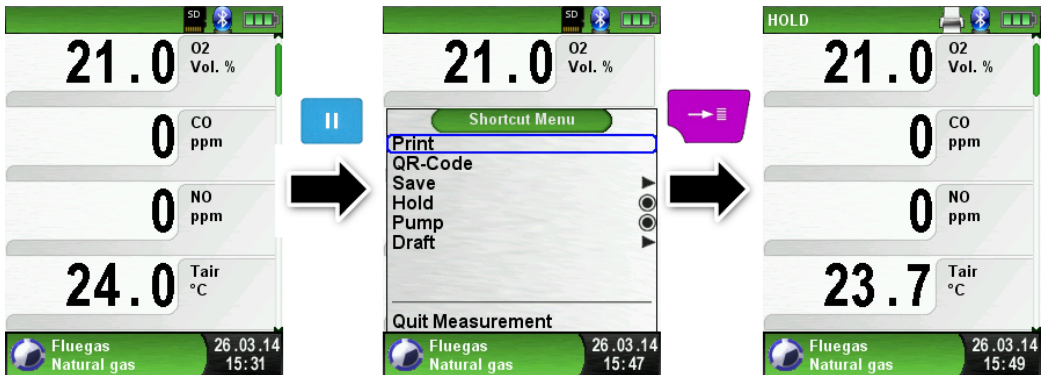 SD
21.0 O2
Vol. %
0 CO
ppm
0 NO
ppm
24.0 Tair
°C
Fluegas 26.03.14
Natural gas 15:31
SD
21.0 O2
Vol. %
Shortcut Menu
Print
QR-Code
Save
Hold
Pump
Draft
Quit Measurement
Fluegas 26.03.14
Natural gas 15:47
HOLD
21.0 O2
Vol. %
0 CO
ppm
0 NO
ppm
23.7 Tair
°C
Fluegas 26.03.14
Natural gas 15:49